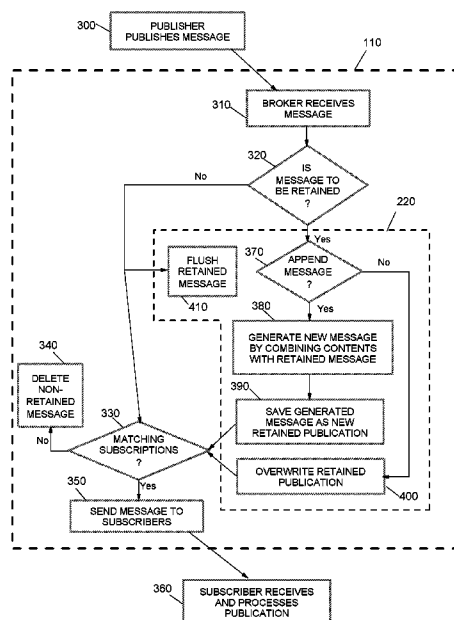 300
PUBLISHER
PUBLISHES MESSAGE
110
310
BROKER RECEIVES
MESSAGE
320
IS
MESSAGE TO
BE RETAINED
?
No
Yes
220
370
APPEND
MESSAGE
?
No
Yes
FLUSH
RETAINED
MESSAGE
410
380
GENERATE NEW MESSAGE
BY COMBINING CONTENTS
WITH RETAINED MESSAGE
340
DELETE
NON-
RETAINED
MESSAGE
390
SAVE GENERATED
MESSAGE AS NEW
RETAINED PUBLICATION
330
MATCHING
SUBSCRIPTIONS
?
No
Yes
OVERWRITE RETAINED
PUBLICATION
400
350
SEND MESSAGE TO
SUBSCRIBERS
360
SUBSCRIBER RECEIVES
AND PROCESSES
PUBLICATION